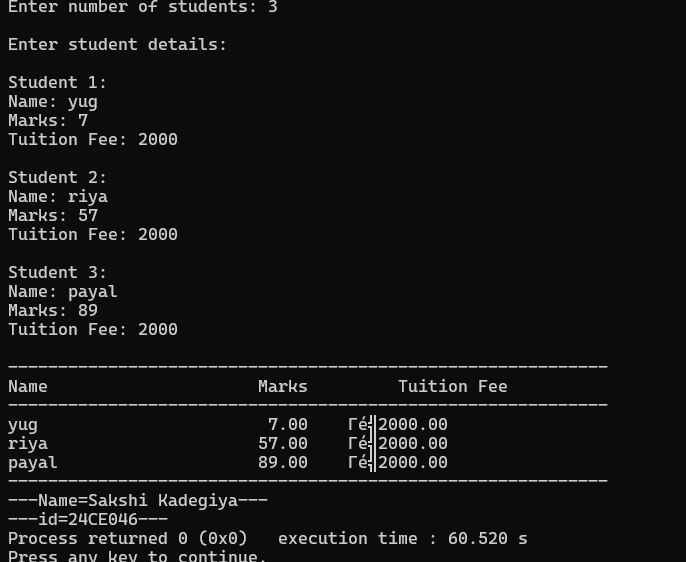 Enter number of students: 3
Enter student details:
Student 1:
Name: yug
Marks: 7
Tuition Fee: 2000
Student 2:
Name: riya
Marks: 57
Tuition Fee: 2000
Student 3:
Name: payal
Marks: 89
Tuition Fee: 2000
------------------------------------------------------------
Name                     Marks         Tuition Fee
------------------------------------------------------------
yug                       7.00    Γé╣2000.00
riya                     57.00    Γé╣2000.00
payal                    89.00    Γé╣2000.00
------------------------------------------------------------
---Name=Sakshi Kadegiya---
---id=24CE046---
Process returned 0 (0x0)   execution time : 60.520 s
Press any key to continue.